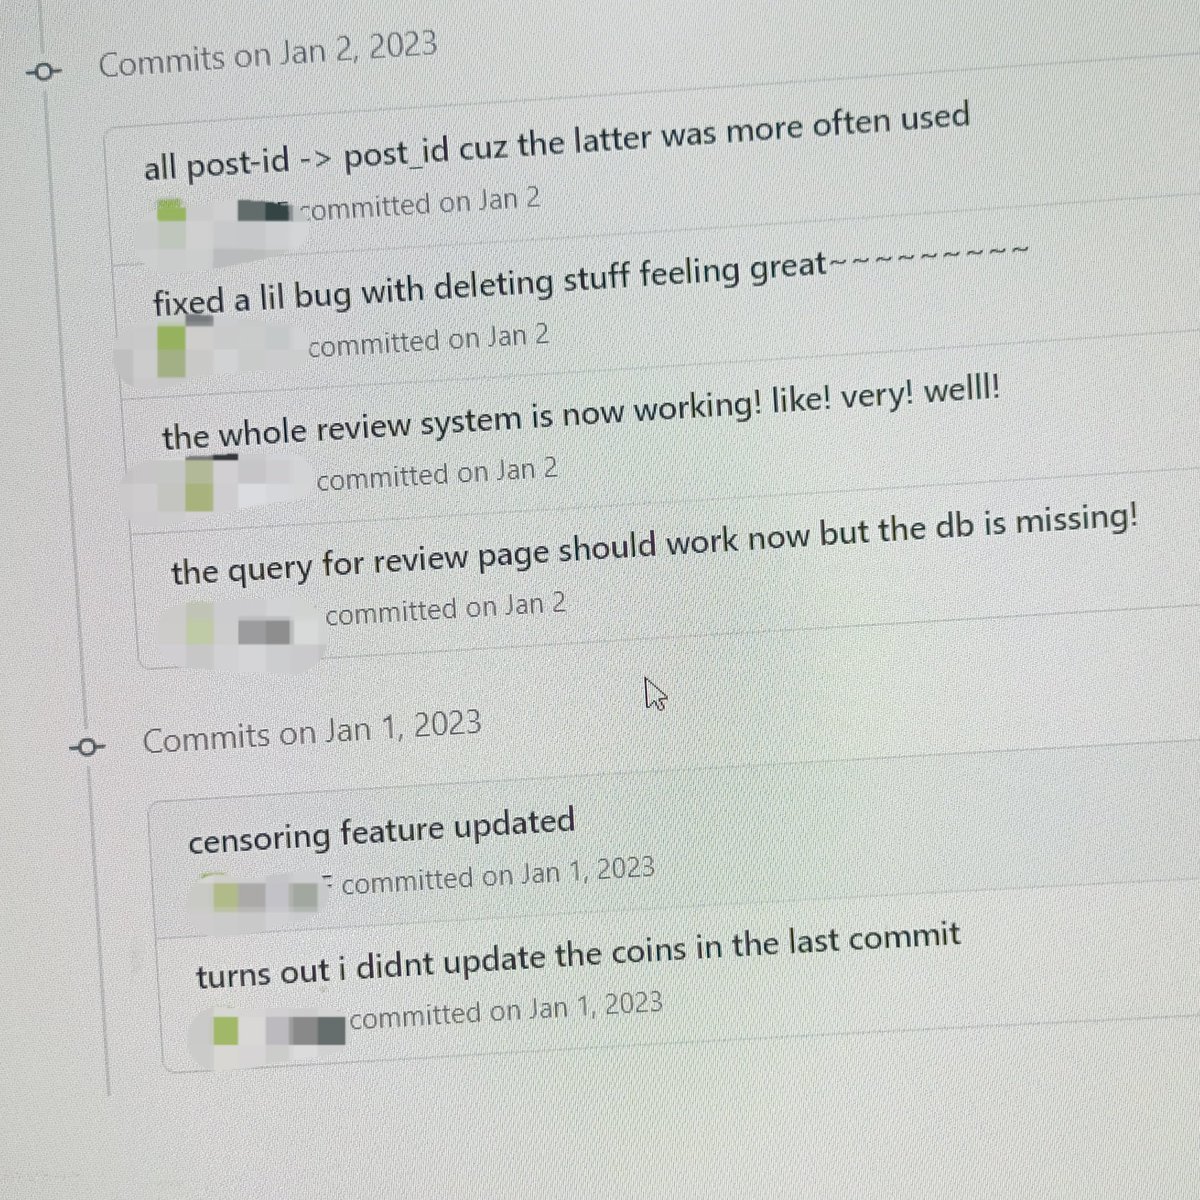 Commits on Jan 2, 2023
all post-id -> post_id cuz the latter was more often used
committed on Jan 2
fixed a lil bug with deleting stuff feeling great~~~~~~~~~
committed on Jan 2
the whole review system is now working! like! very! welll!
committed on Jan 2
the query for review page should work now but the db is missing!
committed on Jan 2
Commits on Jan 1, 2023
censoring feature updated
committed on Jan 1, 2023
turns out i didnt update the coins in the last commit
committed on Jan 1, 2023